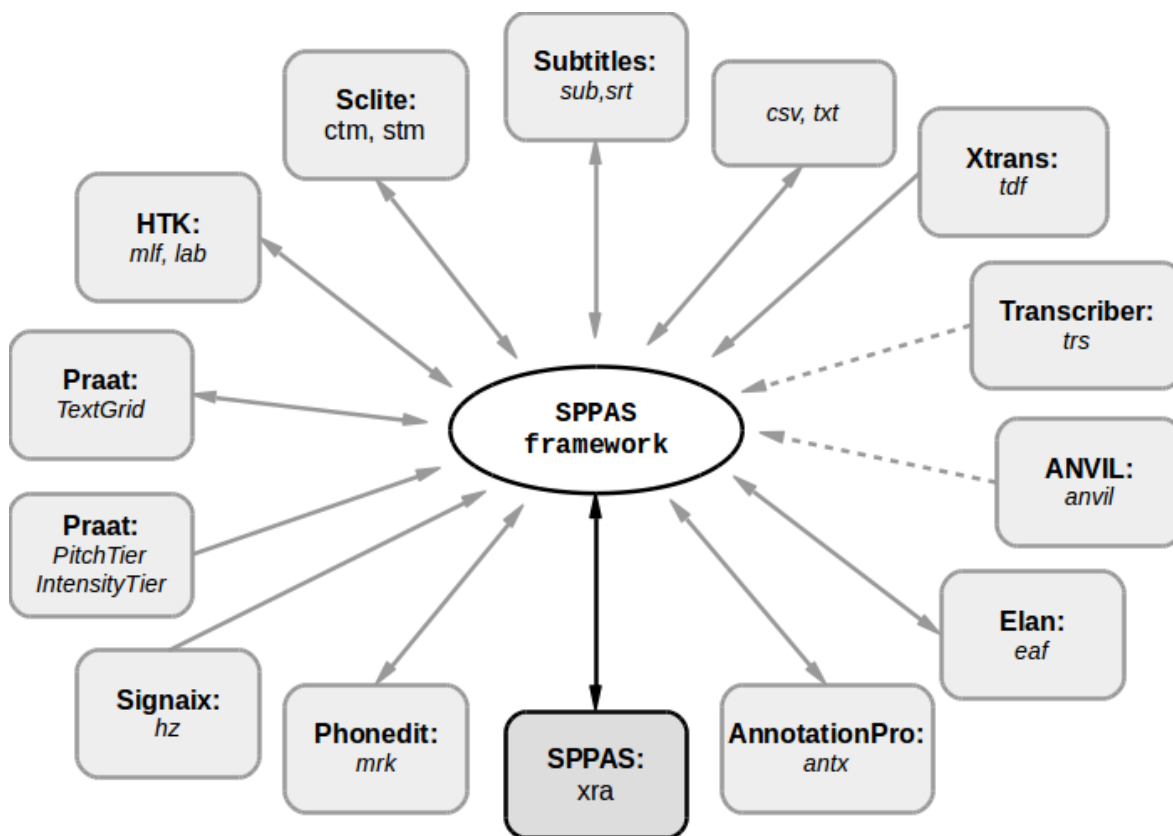 Subtitles:
sub,srt
Sclite:
ctm, stm
csv, txt
Xtrans:
tdf
HTK:
mlf, lab
Transcriber:
trs
Praat:
TextGrid
SPPAS
framework
ANVIL:
anvil
Praat:
PitchTier
IntensityTier
Elan:
eaf
Signaix:
hz
Phonedit:
mrk
SPPAS:
xra
AnnotationPro:
antx